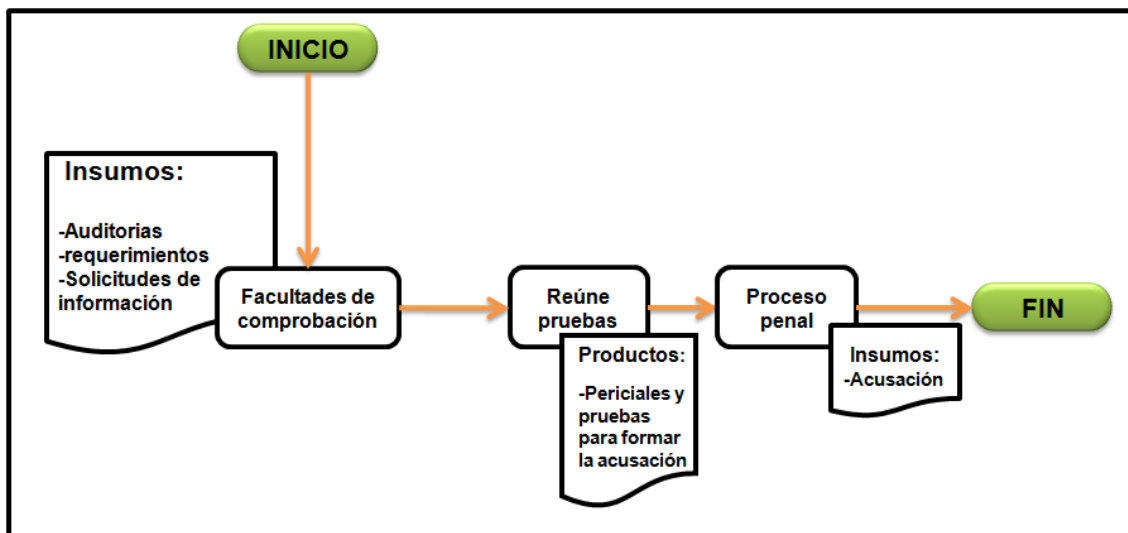 INICIO
Insumos:
-Auditorias
-requerimientos
-Solicitudes de
información
Facultades de
comprobación
Reúne
pruebas
Productos:
-Periciales y
pruebas
para formar
la acusación
Proceso
penal
Insumos:
-Acusación
FIN